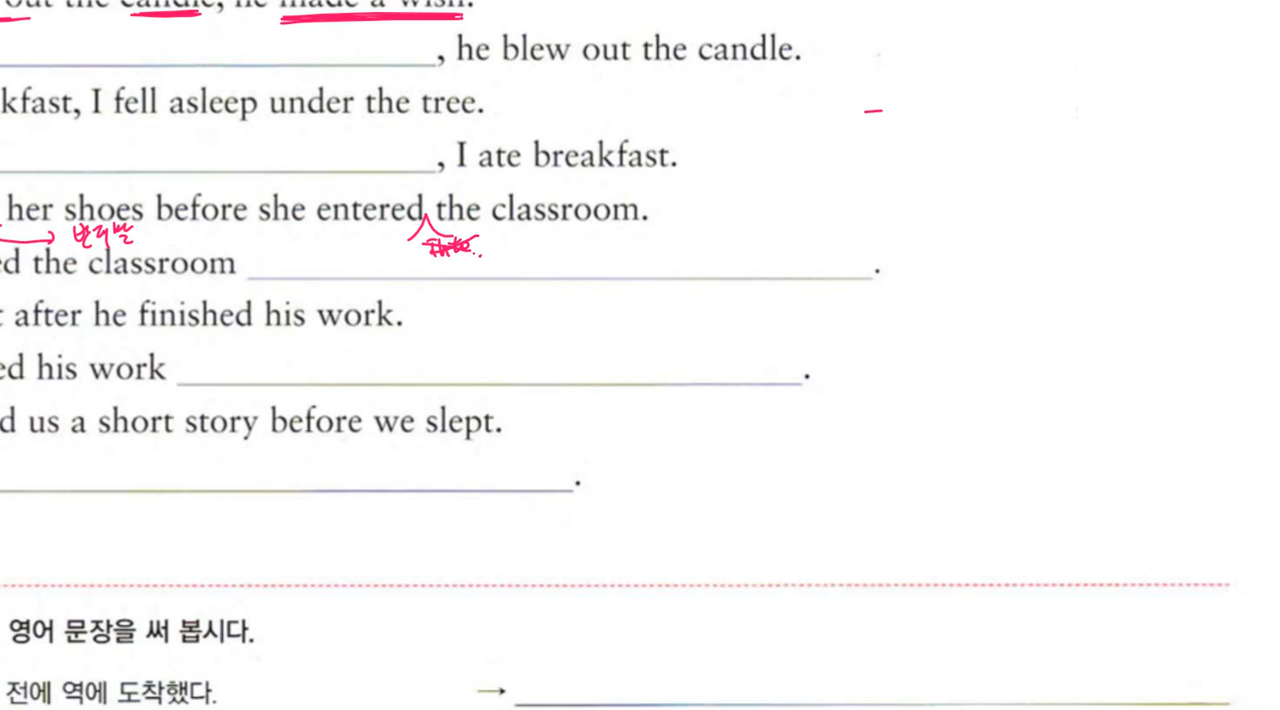 out the candle, he made a wish.
, he blew out the candle.
kfast, I fell asleep under the tree.
, I ate breakfast.
her shoes before she entered the classroom.
ed the classroom .
after he finished his work.
ed his work .
d us a short story before we slept.
.
영어 문장을 써 봅시다.
전에 역에 도착했다. →